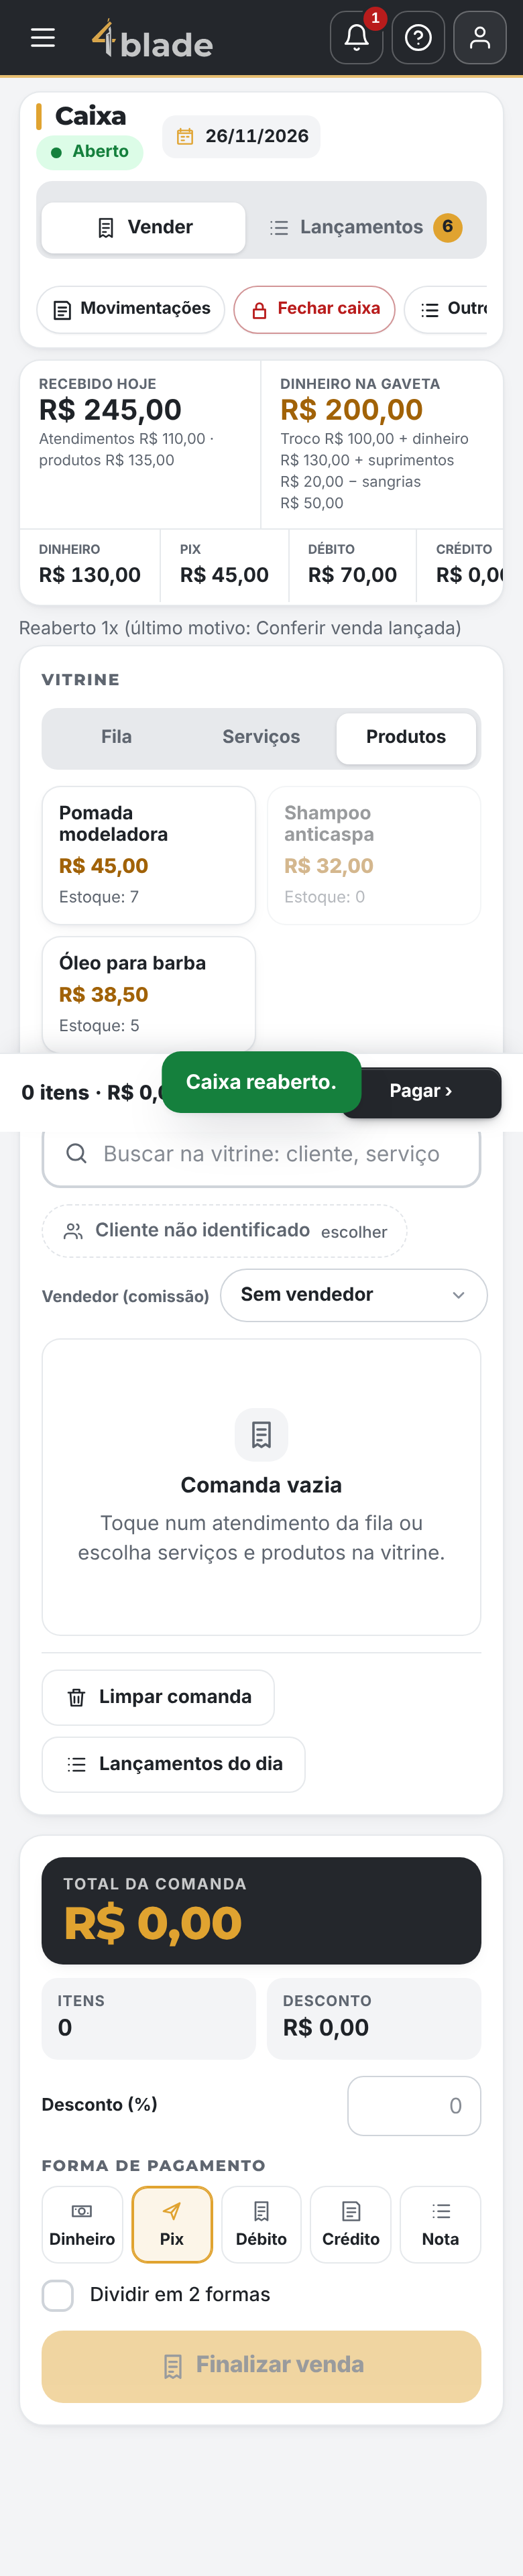 4blade
1
Caixa
Aberto
26/11/2026
Vender
Lançamentos 6
Movimentações
Fechar caixa
RECEBIDO HOJE
R$ 245,00
Atendimentos R$ 110,00 ·
produtos R$ 135,00
DINHEIRO NA GAVETA
R$ 200,00
Troco R$ 100,00 + dinheiro
R$ 130,00 + suprimentos
R$ 20,00 − sangrias
R$ 50,00
DINHEIRO
R$ 130,00
PIX
R$ 45,00
DÉBITO
R$ 70,00
CRÉDITO
Reaberto 1x (último motivo: Conferir venda lançada)
VITRINE
Fila
Serviços
Produtos
Pomada
modeladora
R$ 45,00
Estoque: 7
Shampoo
anticaspa
R$ 32,00
Estoque: 0
Óleo para barba
R$ 38,50
Estoque: 5
0 itens · R$
Caixa reaberto.
Pagar ›
Buscar na vitrine: cliente, serviço
Cliente não identificado escolher
Vendedor (comissão)
Sem vendedor
Comanda vazia
Toque num atendimento da fila ou
escolha serviços e produtos na vitrine.
Limpar comanda
Lançamentos do dia
TOTAL DA COMANDA
R$ 0,00
ITENS
0
DESCONTO
R$ 0,00
Desconto (%)
0
FORMA DE PAGAMENTO
Dinheiro
Pix
Débito
Crédito
Nota
Dividir em 2 formas
Finalizar venda